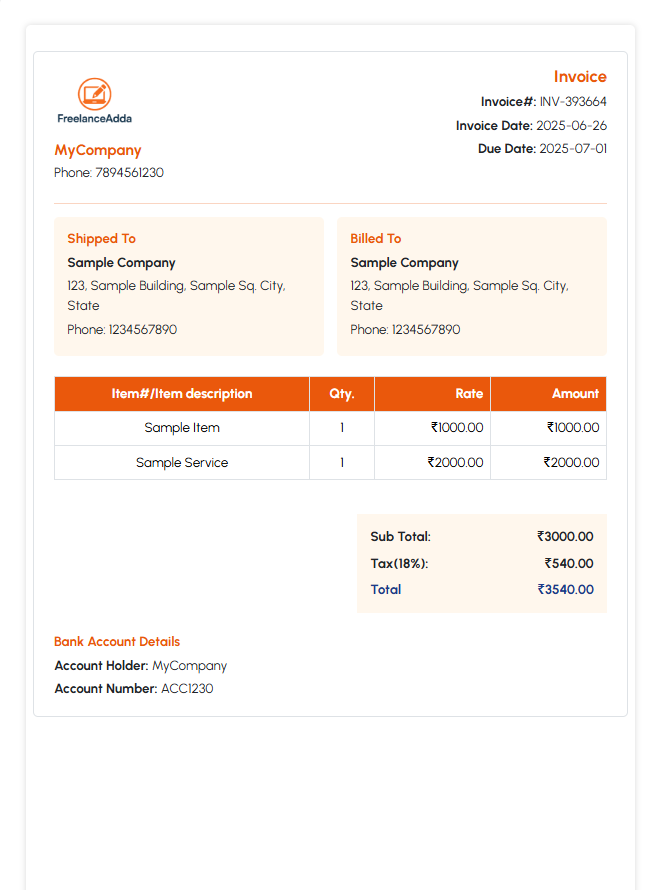 FreelanceAdda
MyCompany
Phone: 7894561230
Invoice
Invoice#: INV-393664
Invoice Date: 2025-06-26
Due Date: 2025-07-01
Shipped To
Sample Company
123, Sample Building, Sample Sq. City,
State
Phone: 1234567890
Billed To
Sample Company
123, Sample Building, Sample Sq. City,
State
Phone: 1234567890
Item#/Item description Qty. Rate Amount
Sample Item 1 ₹1000.00 ₹1000.00
Sample Service 1 ₹2000.00 ₹2000.00
Sub Total: ₹3000.00
Tax(18%): ₹540.00
Total ₹3540.00
Bank Account Details
Account Holder: MyCompany
Account Number: ACC1230